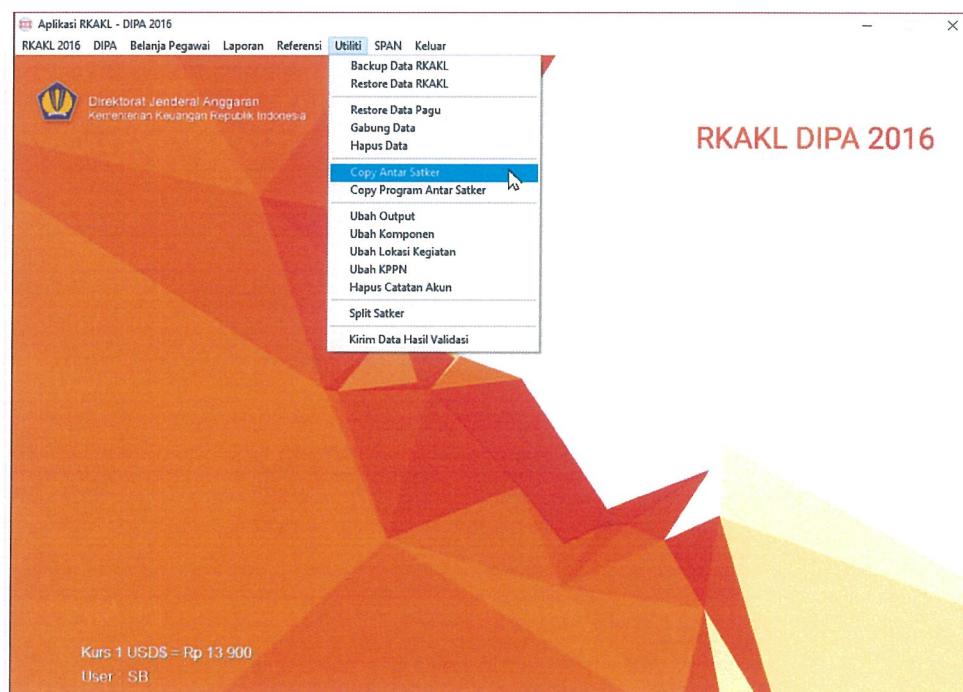 Aplikasi RKAKL - DIPA 2016
RKAKL 2016 DIPA Belanja Pegawai Laporan Referensi Utiliti SPAN Keluar
Backup Data RKAKL
Restore Data RKAKL
Restore Data Pagu
Gabung Data
Hapus Data
Copy Antar Satker
Copy Program Antar Satker
Ubah Output
Ubah Komponen
Ubah Lokasi Kegiatan
Ubah KPPN
Hapus Catatan Akun
Split Satker
Kirim Data Hasil Validasi
Direktorat Jenderal Anggaran
Kementerian Keuangan Republik Indonesia
RKAKL DIPA 2016
Kurs 1 USD$ = Rp 13 900
User : SB